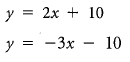 y = 2x + 10
y = -3x - 10